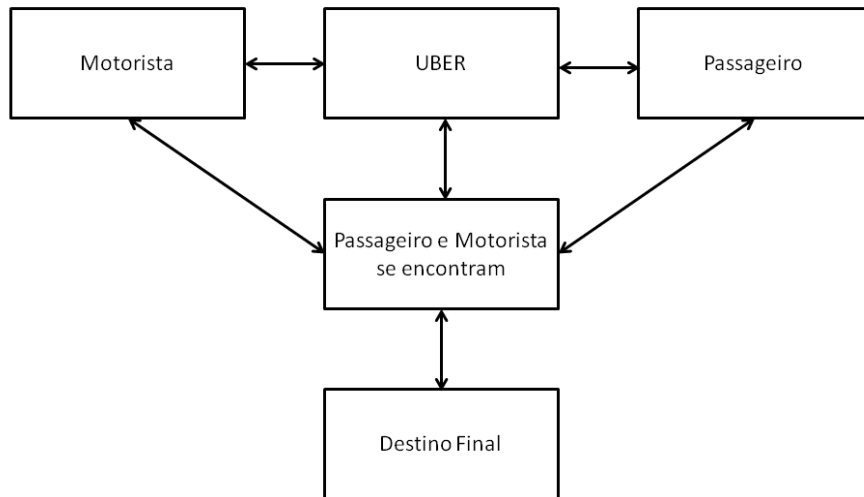 Motorista
UBER
Passageiro
Passageiro e Motorista
se encontram
Destino Final